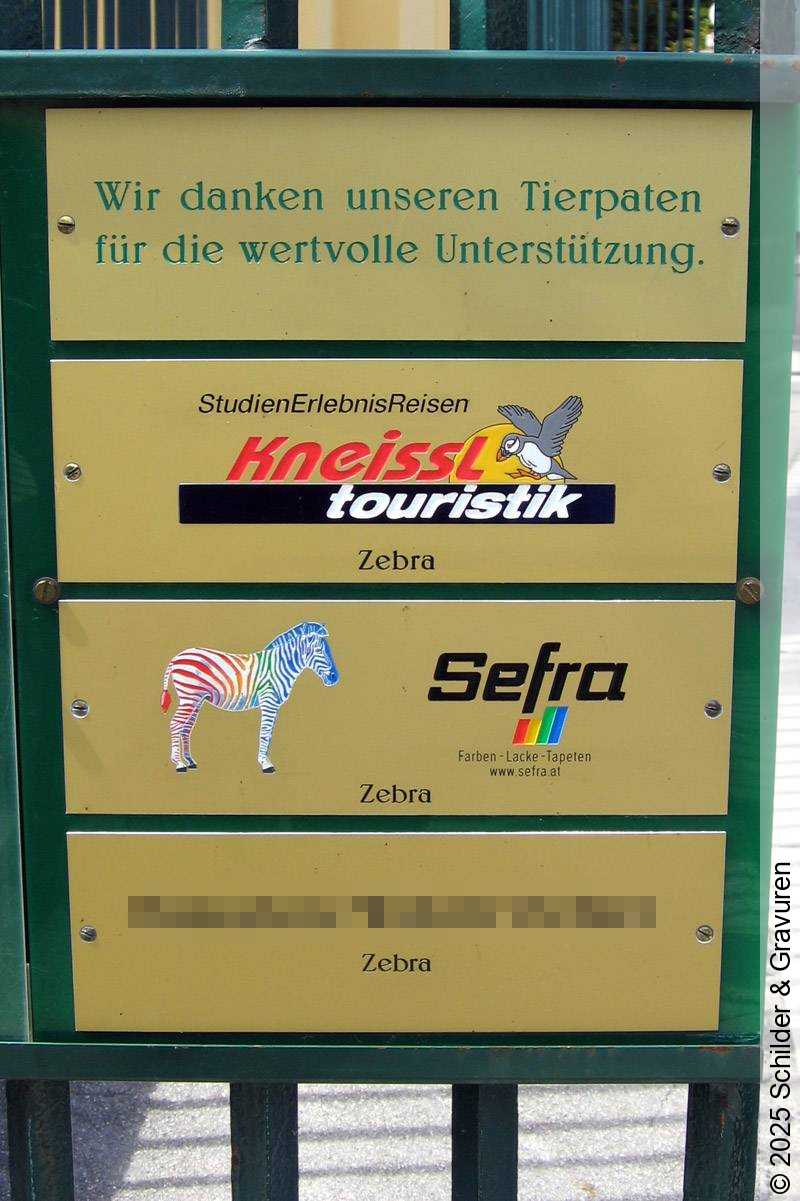 Wir danken unseren Tierpaten
für die wertvolle Unterstützung.
StudienErlebnisReisen
Kneissl
touristik
Zebra
Sefra
Farben - Lacke - Tapeten
www.sefra.at
Zebra
Zebra
© 2025 Schilder & Gravuren